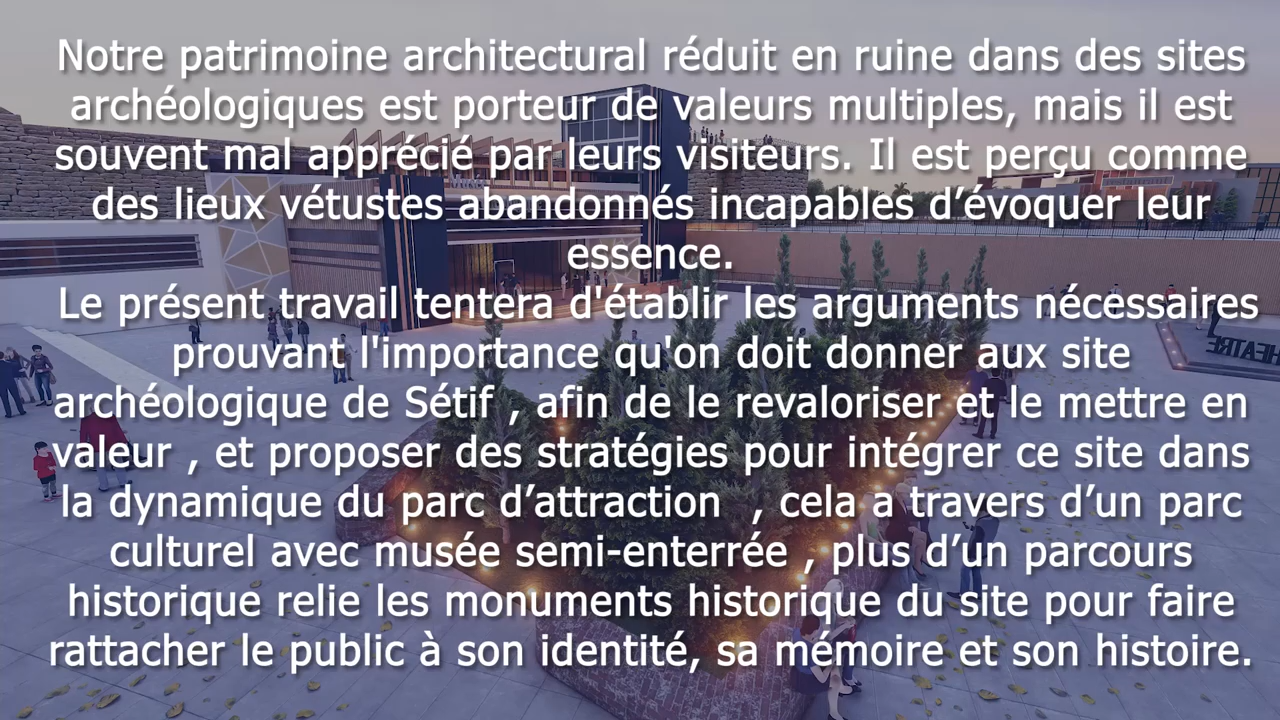 Notre patrimoine architectural réduit en ruine dans des sites
archéologiques est porteur de valeurs multiples, mais il est
souvent mal apprécié par leurs visiteurs. Il est perçu comme
des lieux vétustes abandonnés incapables d’évoquer leur
essence.
Le présent travail tentera d'établir les arguments nécessaires
prouvant l'importance qu'on doit donner aux site
archéologique de Sétif , afin de le revaloriser et le mettre en
valeur , et proposer des stratégies pour intégrer ce site dans
la dynamique du parc d’attraction , cela a travers d’un parc
culturel avec musée semi-enterrée , plus d’un parcours
historique relie les monuments historique du site pour faire
rattacher le public à son identité, sa mémoire et son histoire.